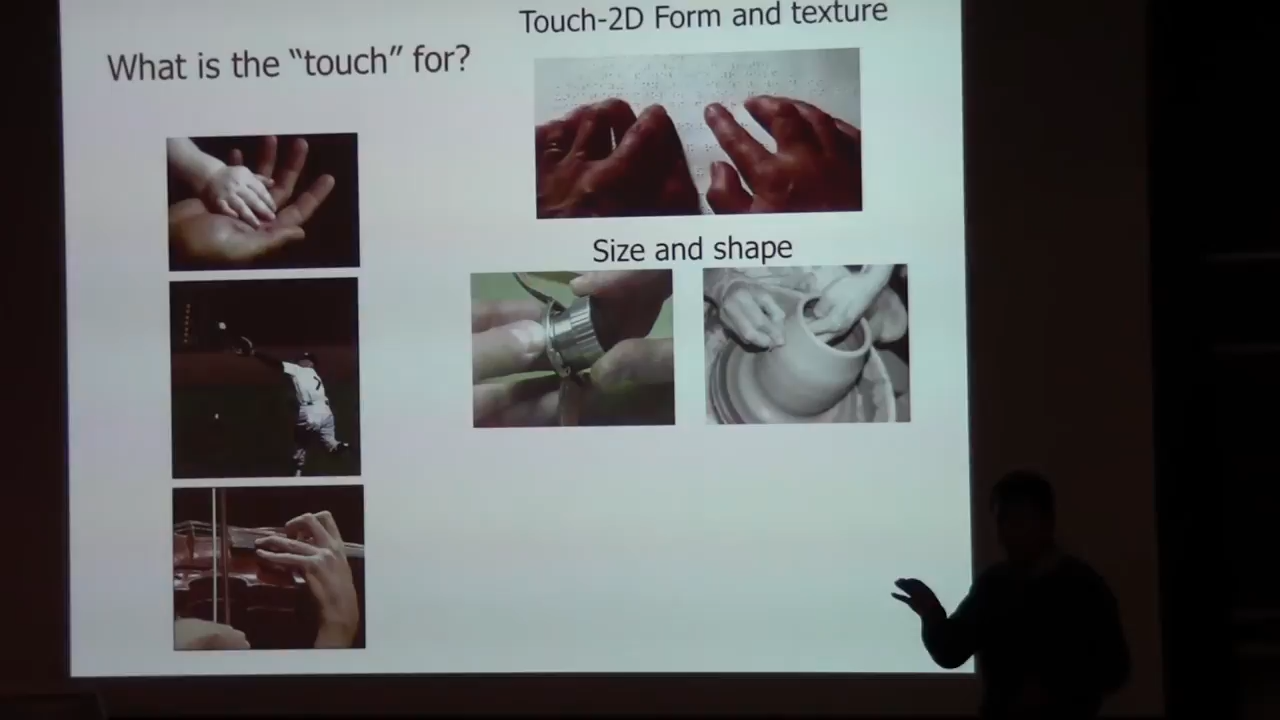 What is the “touch” for?
Touch-2D Form and texture
Size and shape